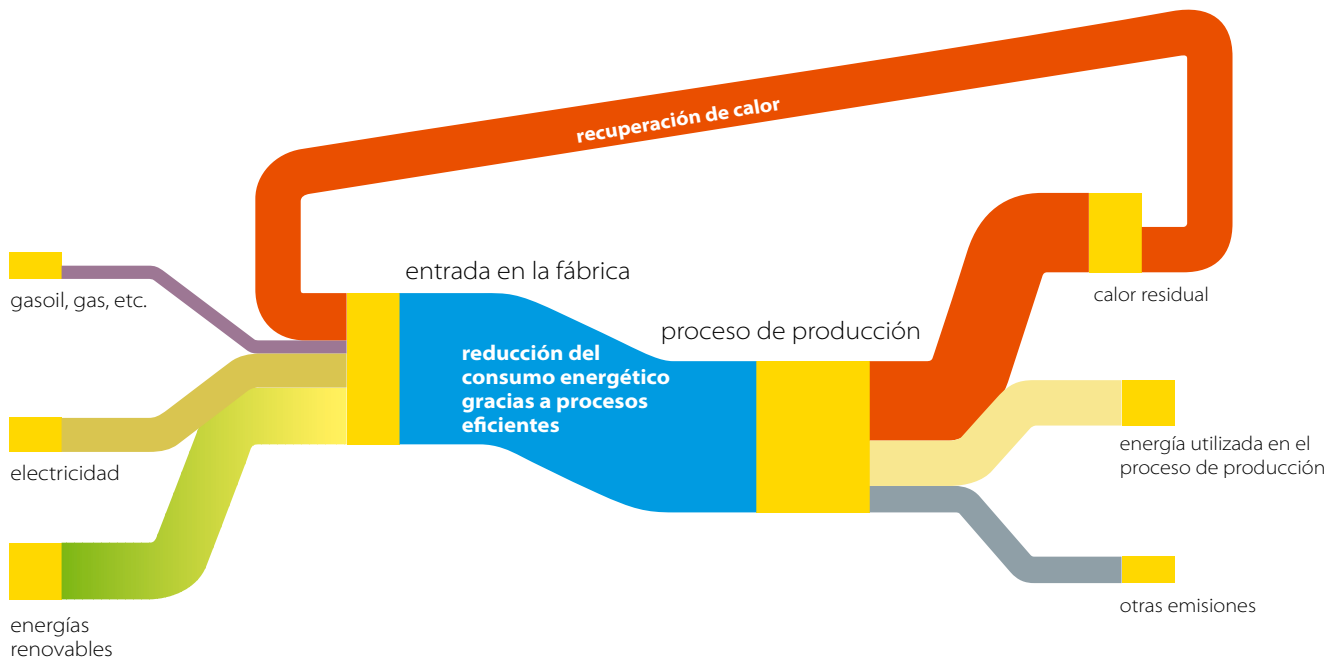 recuperación de calor
entrada en la fábrica
gasoil, gas, etc.
calor residual
proceso de producción
reducción del
consumo energético
gracias a procesos
eficientes
electricidad
energía utilizada en el
proceso de producción
otras emisiones
energías
renovables